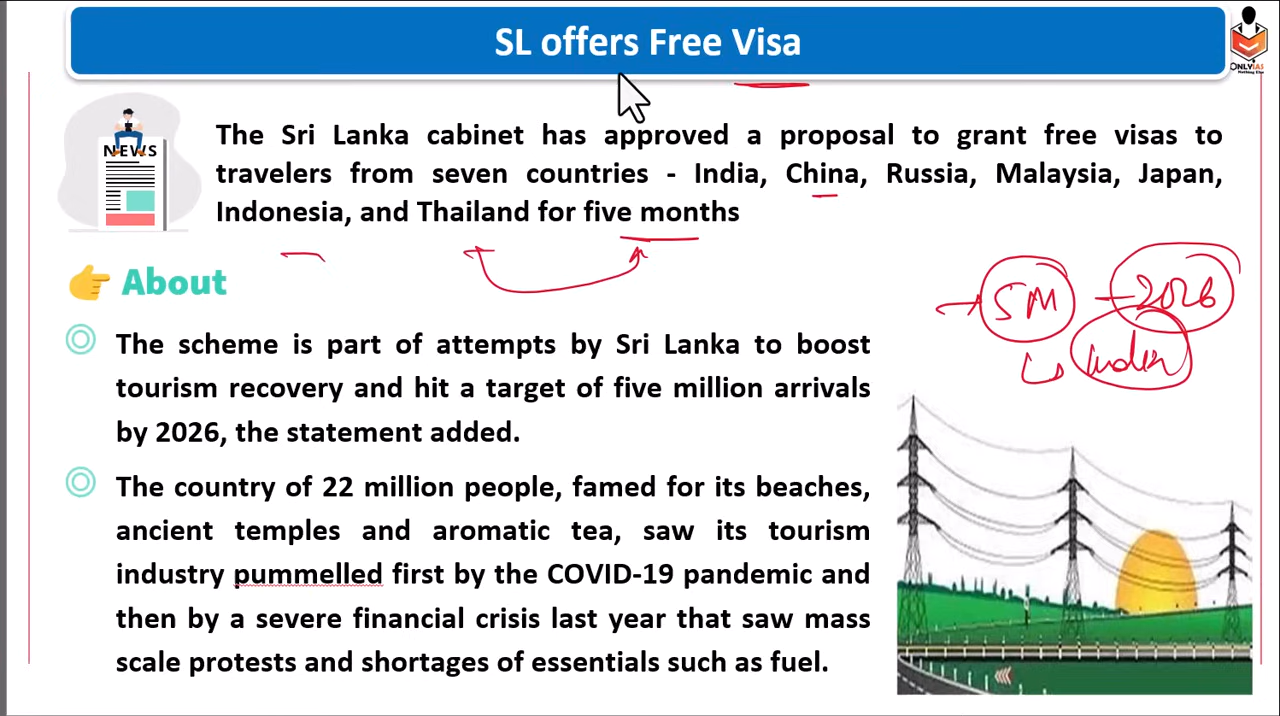 SL offers Free Visa
ONLYIAS
Nothing Else
NEWS
The Sri Lanka cabinet has approved a proposal to grant free visas to
travelers from seven countries - India, China, Russia, Malaysia, Japan,
Indonesia, and Thailand for five months
5M - 2026
India
About
The scheme is part of attempts by Sri Lanka to boost
tourism recovery and hit a target of five million arrivals
by 2026, the statement added.
The country of 22 million people, famed for its beaches,
ancient temples and aromatic tea, saw its tourism
industry pummelled first by the COVID-19 pandemic and
then by a severe financial crisis last year that saw mass
scale protests and shortages of essentials such as fuel.